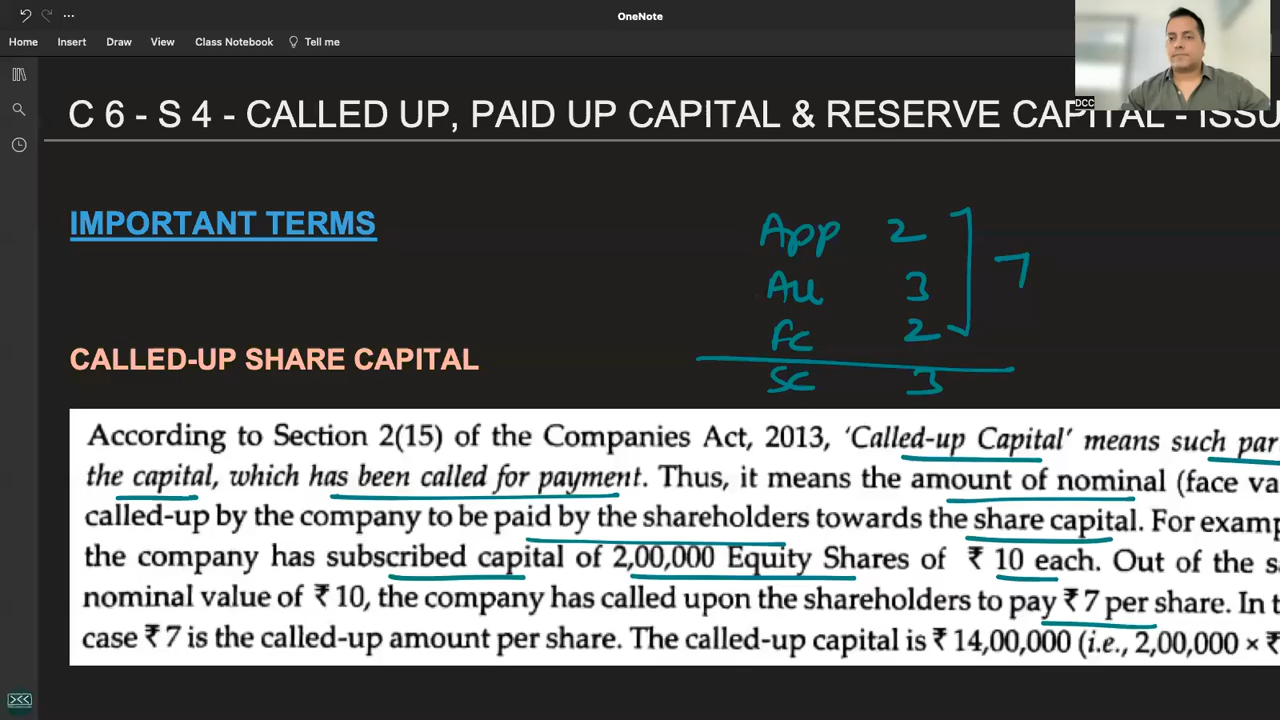 OneNote
Home Insert Draw View Class Notebook Tell me
DCC
C 6 - S 4 - CALLED UP, PAID UP CAPITAL & RESERVE CAPITAL - ISSU
IMPORTANT TERMS
App 2
All 3
FC 2
7
SC 3
CALLED-UP SHARE CAPITAL
According to Section 2(15) of the Companies Act, 2013, 'Called-up Capital' means such par
the capital, which has been called for payment. Thus, it means the amount of nominal (face va
called-up by the company to be paid by the shareholders towards the share capital. For examp
the company has subscribed capital of 2,00,000 Equity Shares of ₹ 10 each. Out of the sa
nominal value of ₹ 10, the company has called upon the shareholders to pay ₹ 7 per share. In t
case ₹ 7 is the called-up amount per share. The called-up capital is ₹ 14,00,000 (i.e., 2,00,000 × ₹
DCC